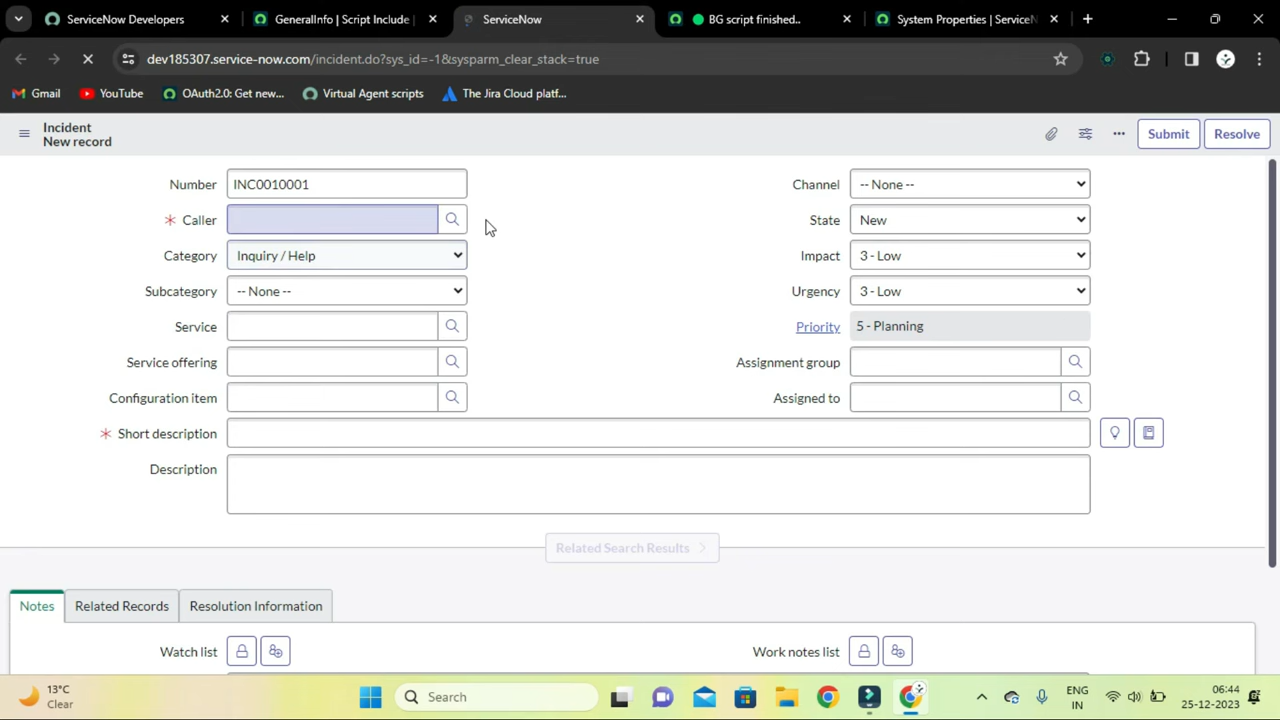 ServiceNow Developers
GeneralInfo | Script Include |
ServiceNow
BG script finished..
System Properties | ServiceN
dev185307.service-now.com/incident.do?sys_id=-1&sysparm_clear_stack=true
Gmail
YouTube
OAuth2.0: Get new...
Virtual Agent scripts
The Jira Cloud platf...
Incident
New record
Submit
Resolve
Number
INC0010001
Channel
-- None --
* Caller
State
New
Category
Inquiry / Help
Impact
3 - Low
Subcategory
-- None --
Urgency
3 - Low
Service
Priority
5 - Planning
Service offering
Assignment group
Configuration item
Assigned to
* Short description
Description
Related Search Results
Notes
Related Records
Resolution Information
Watch list
Work notes list
13°C
Clear
Search
ENG
IN
06:44
25-12-2023